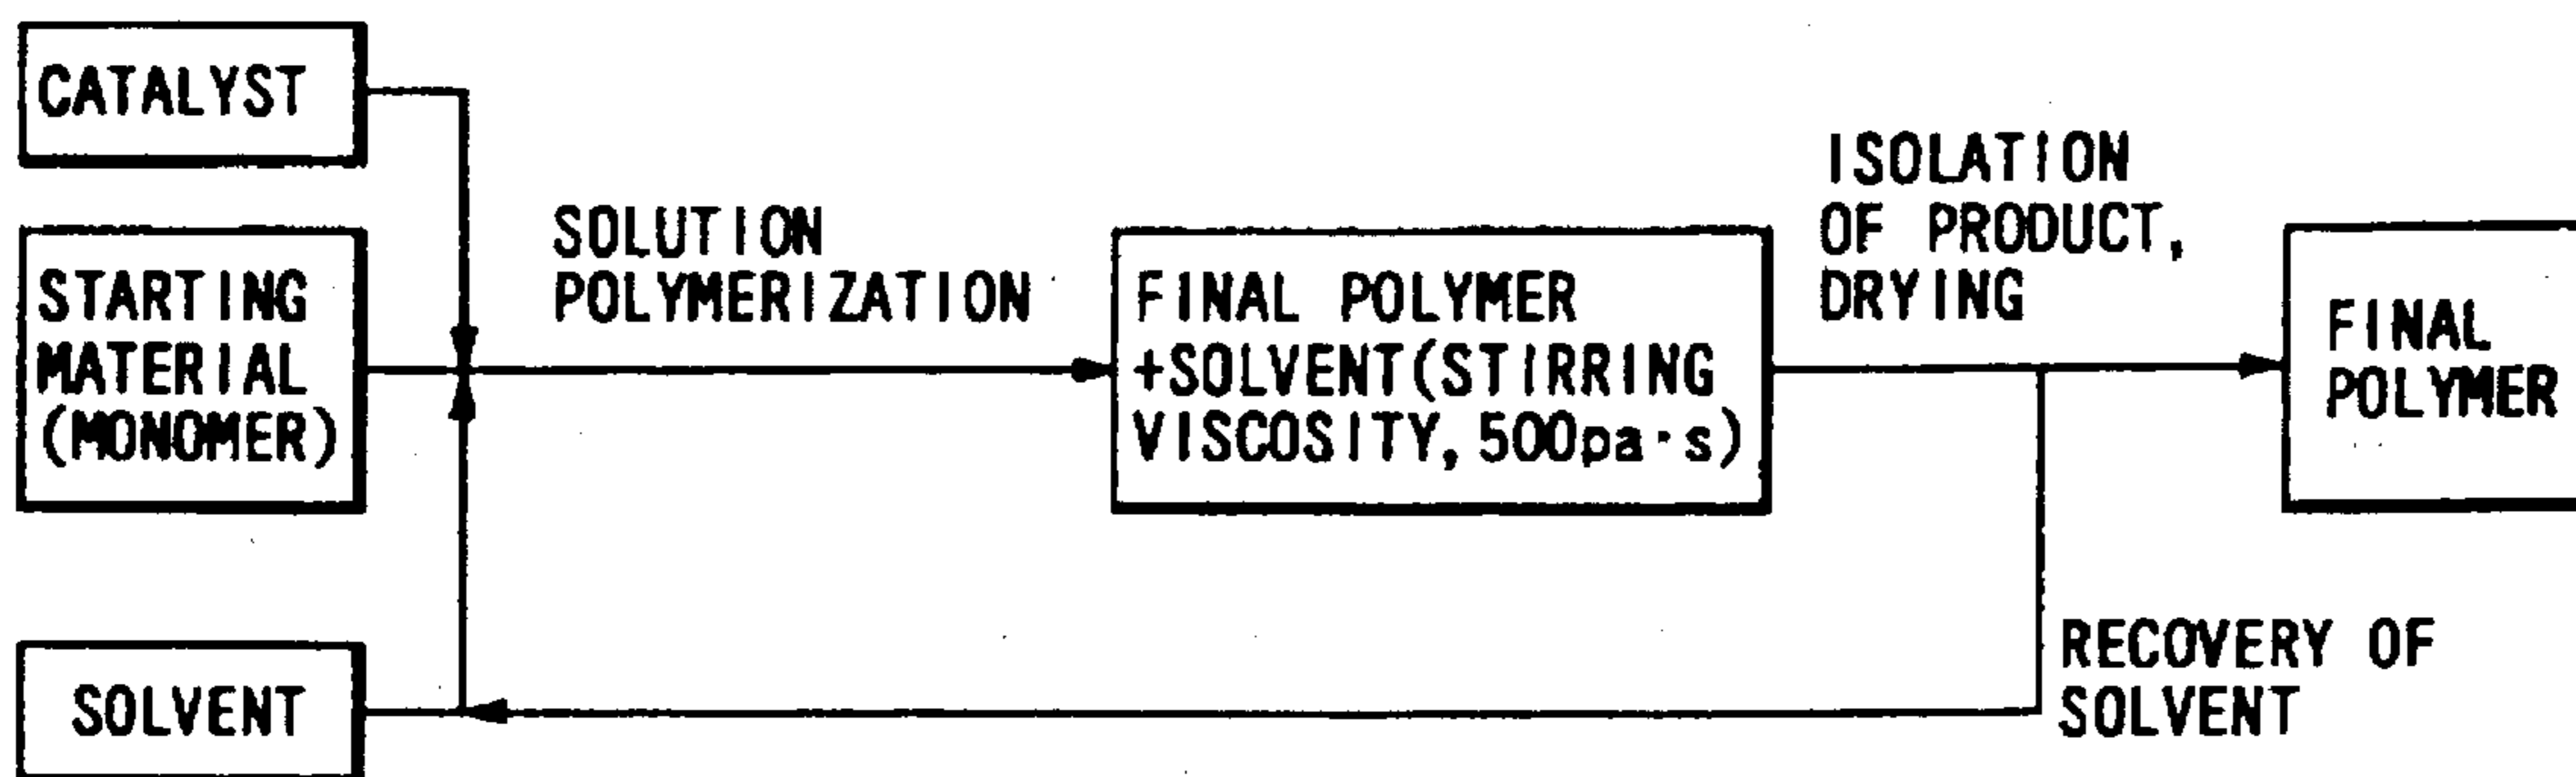 CATALYST
STARTING
MATERIAL
(MONOMER)
SOLVENT
SOLUTION
POLYMERIZATION
FINAL POLYMER
+SOLVENT(STIRRING
VISCOSITY, 500pa·s)
ISOLATION
OF PRODUCT,
DRYING
RECOVERY OF
SOLVENT
FINAL
POLYMER